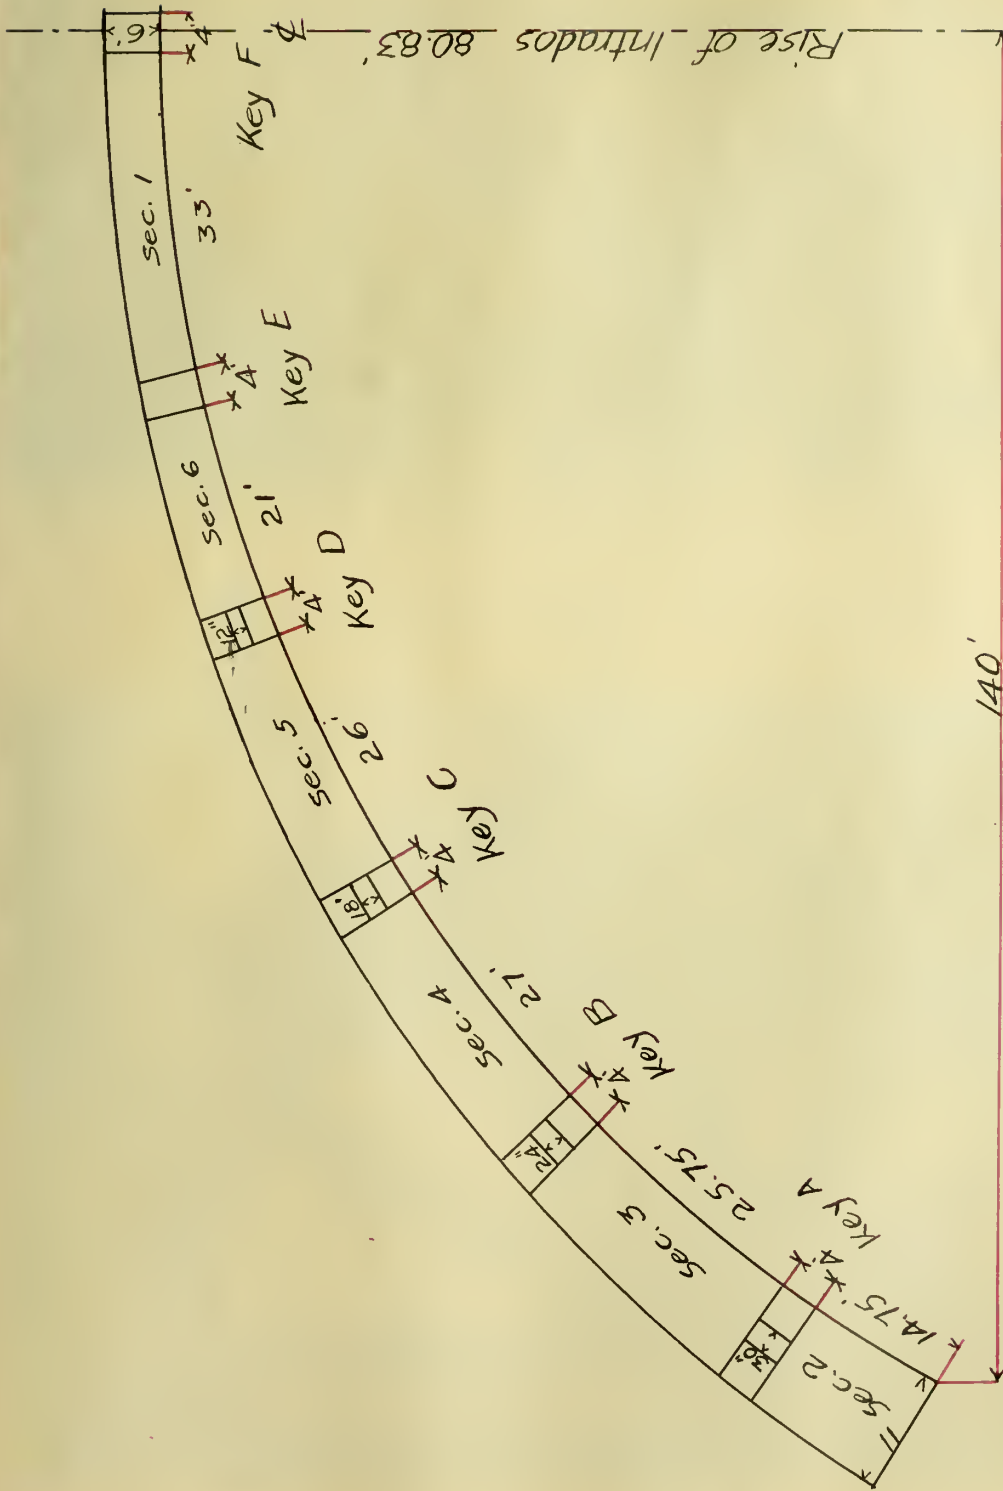 6'
4'
℄
Rise of Intrados 80.83'
Key F
Sec. 1
33'
4'
Key E
Sec. 6
21'
12"
4'
Key D
Sec. 5
26'
18"
4'
Key C
Sec. 4
27'
24"
4'
Key B
Sec. 3
25.75'
30"
4'
Key A
Sec. 2
14.75'
11'
140'